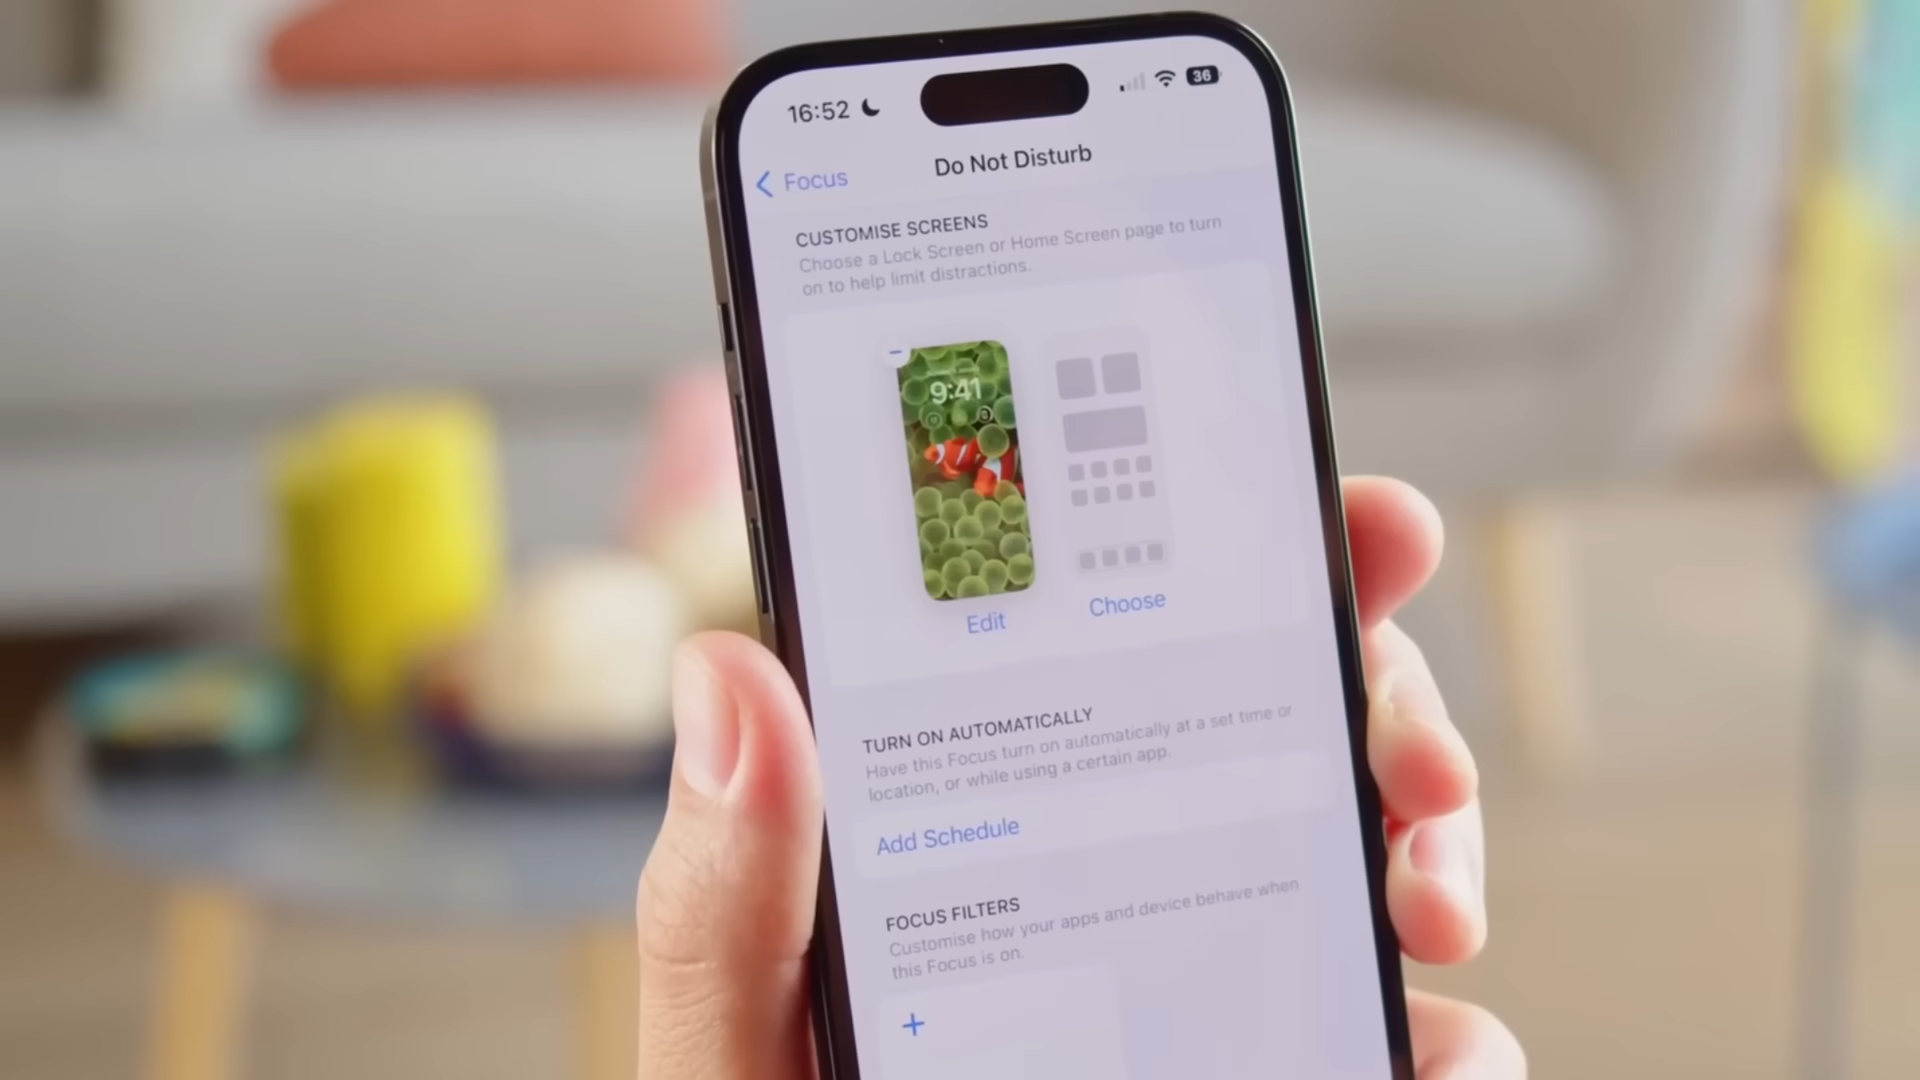 16:52
36
Focus
Do Not Disturb
CUSTOMISE SCREENS
Choose a Lock Screen or Home Screen page to turn
on to help limit distractions.
9:41
Edit
Choose
TURN ON AUTOMATICALLY
Have this Focus turn on automatically at a set time or
location, or while using a certain app.
Add Schedule
FOCUS FILTERS
Customise how your apps and device behave when
this Focus is on.